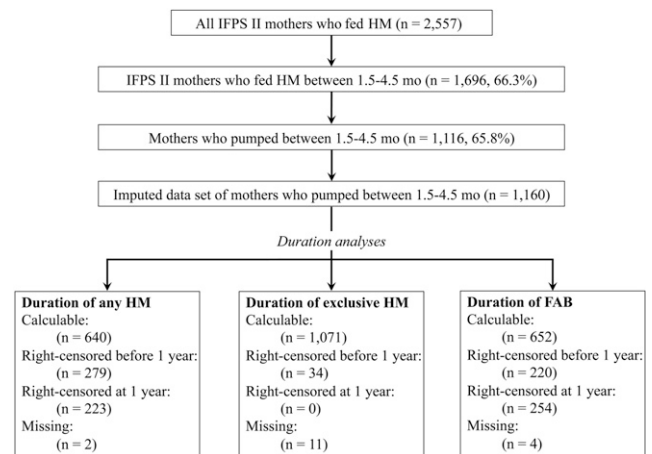 All IFPS II mothers who fed HM (n = 2,557)
IFPS II mothers who fed HM between 1.5-4.5 mo (n = 1,696, 66.3%)
Mothers who pumped between 1.5-4.5 mo (n = 1,116, 65.8%)
Imputed data set of mothers who pumped between 1.5-4.5 mo (n = 1,160)
Duration analyses
Duration of any HM
Calculable:
(n = 640)
Right-censored before 1 year:
(n = 279)
Right-censored at 1 year:
(n = 223)
Missing:
(n = 2)
Duration of exclusive HM
Calculable:
(n = 1,071)
Right-censored before 1 year:
(n = 34)
Right-censored at 1 year:
(n = 0)
Missing:
(n = 11)
Duration of FAB
Calculable:
(n = 652)
Right-censored before 1 year:
(n = 220)
Right-censored at 1 year:
(n = 254)
Missing:
(n = 4)